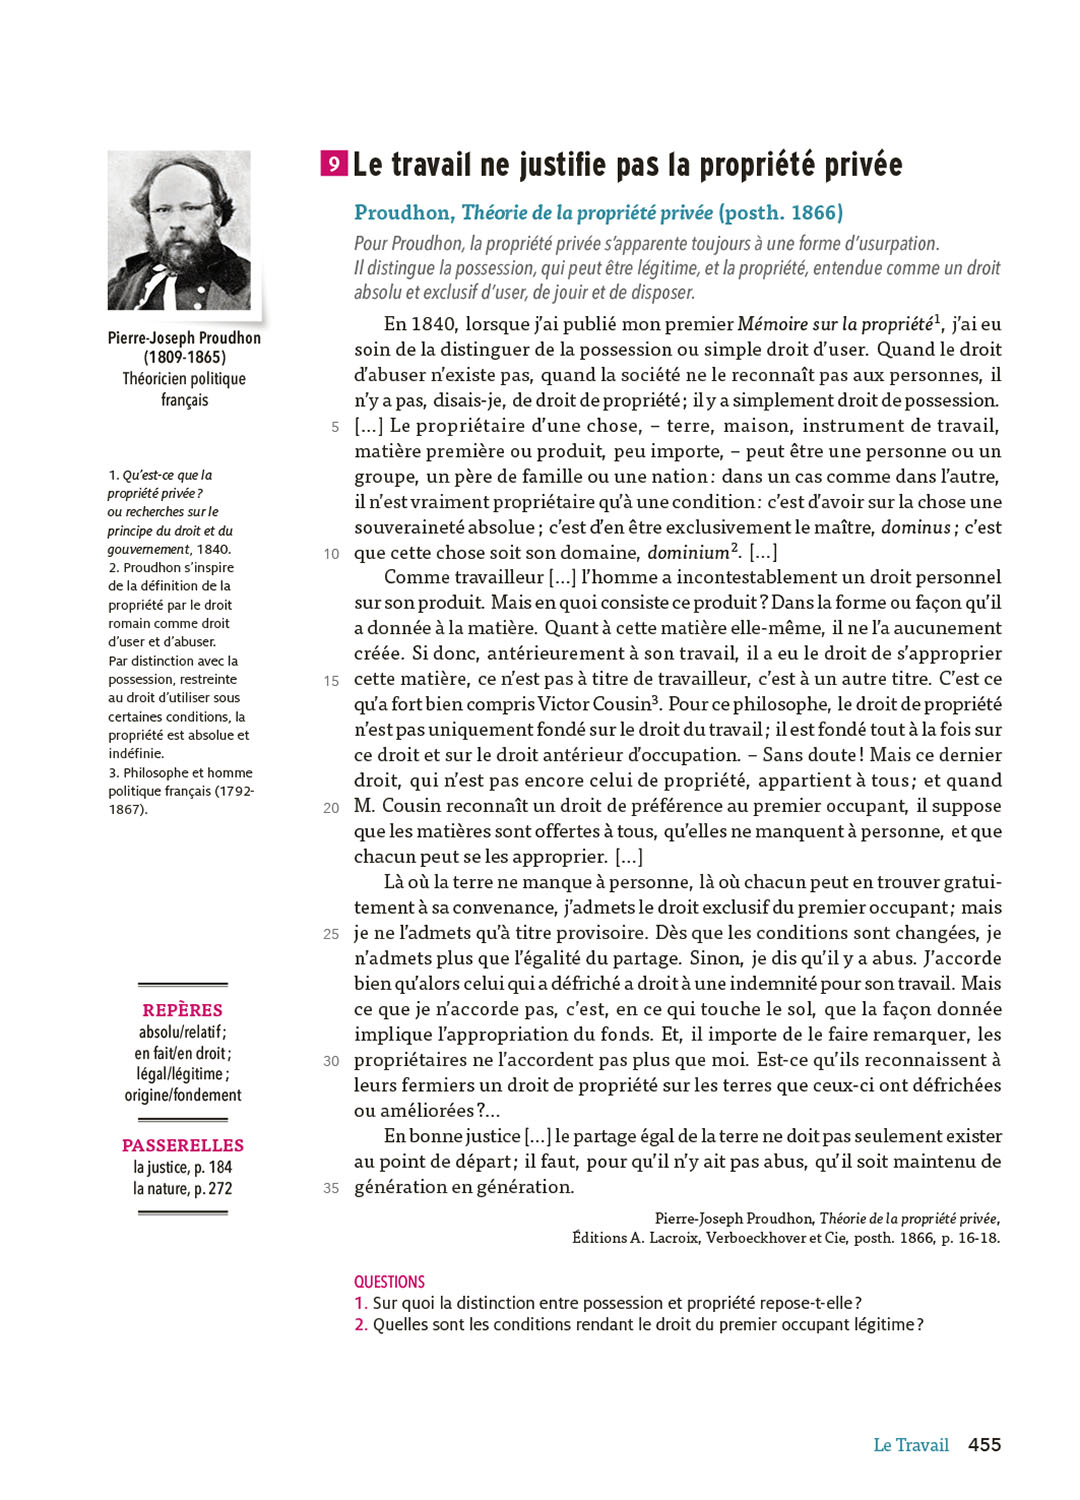 9 Le travail ne justifie pas la propriété privée
Proudhon, Théorie de la propriété privée (posth. 1866)
Pour Proudhon, la propriété privée s’apparente toujours à une forme d’usurpation.
Il distingue la possession, qui peut être légitime, et la propriété, entendue comme un droit
absolu et exclusif d’user, de jouir et de disposer.
Pierre-Joseph Proudhon
(1809-1865)
Théoricien politique
français
En 1840, lorsque j’ai publié mon premier Mémoire sur la propriété1, j’ai eu
soin de la distinguer de la possession ou simple droit d’user. Quand le droit
d’abuser n’existe pas, quand la société ne le reconnaît pas aux personnes, il
n’y a pas, disais-je, de droit de propriété ; il y a simplement droit de possession.
5 […] Le propriétaire d’une chose, – terre, maison, instrument de travail,
matière première ou produit, peu importe, – peut être une personne ou un
groupe, un père de famille ou une nation : dans un cas comme dans l’autre,
il n’est vraiment propriétaire qu’à une condition : c’est d’avoir sur la chose une
souveraineté absolue ; c’est d’en être exclusivement le maître, dominus ; c’est
10 que cette chose soit son domaine, dominium2. […]
Comme travailleur […] l’homme a incontestablement un droit personnel
sur son produit. Mais en quoi consiste ce produit ? Dans la forme ou façon qu’il
a donnée à la matière. Quant à cette matière elle-même, il ne l’a aucunement
créée. Si donc, antérieurement à son travail, il a eu le droit de s’approprier
15 cette matière, ce n’est pas à titre de travailleur, c’est à un autre titre. C’est ce
qu’a fort bien compris Victor Cousin3. Pour ce philosophe, le droit de propriété
n’est pas uniquement fondé sur le droit du travail ; il est fondé tout à la fois sur
ce droit et sur le droit antérieur d’occupation. – Sans doute ! Mais ce dernier
droit, qui n’est pas encore celui de propriété, appartient à tous ; et quand
20 M. Cousin reconnaît un droit de préférence au premier occupant, il suppose
que les matières sont offertes à tous, qu’elles ne manquent à personne, et que
chacun peut se les approprier. […]
Là où la terre ne manque à personne, là où chacun peut en trouver gratui-
tement à sa convenance, j’admets le droit exclusif du premier occupant ; mais
25 je ne l’admets qu’à titre provisoire. Dès que les conditions sont changées, je
n’admets plus que l’égalité du partage. Sinon, je dis qu’il y a abus. J’accorde
bien qu’alors celui qui a défriché a droit à une indemnité pour son travail. Mais
ce que je n’accorde pas, c’est, en ce qui touche le sol, que la façon donnée
implique l’appropriation du fonds. Et, il importe de le faire remarquer, les
30 propriétaires ne l’accordent pas plus que moi. Est-ce qu’ils reconnaissent à
leurs fermiers un droit de propriété sur les terres que ceux-ci ont défrichées
ou améliorées ?…
En bonne justice […] le partage égal de la terre ne doit pas seulement exister
au point de départ ; il faut, pour qu’il n’y ait pas abus, qu’il soit maintenu de
35 génération en génération.
Pierre-Joseph Proudhon, Théorie de la propriété privée,
Éditions A. Lacroix, Verboeckhover et Cie, posth. 1866, p. 16-18.
1. Qu’est-ce que la
propriété privée ?
ou recherches sur le
principe du droit et du
gouvernement, 1840.
2. Proudhon s’inspire
de la définition de la
propriété par le droit
romain comme droit
d’user et d’abuser.
Par distinction avec la
possession, restreinte
au droit d’utiliser sous
certaines conditions, la
propriété est absolue et
indéfinie.
3. Philosophe et homme
politique français (1792-
1867).
REPÈRES
absolu/relatif ;
en fait/en droit ;
légal/légitime ;
origine/fondement
PASSERELLES
la justice, p. 184
la nature, p. 272
QUESTIONS
1. Sur quoi la distinction entre possession et propriété repose-t-elle ?
2. Quelles sont les conditions rendant le droit du premier occupant légitime ?
Le Travail 455